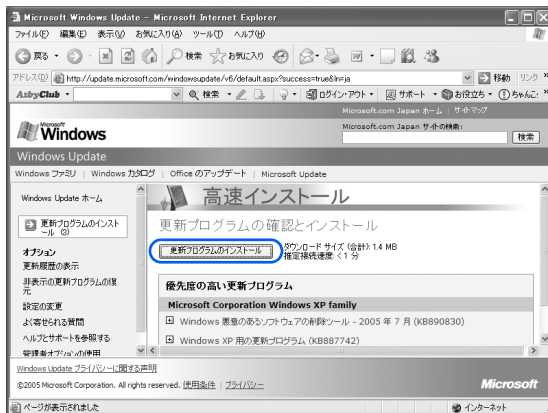 Microsoft Windows Update - Microsoft Internet Explorer
ファイル(F) 編集(E) 表示(V) お気に入り(A) ツール(T) ヘルプ(H)
戻る 検索 お気に入り
アドレス(D) http://update.microsoft.com/windowsupdate/v6/default.aspx?success=true&ln=ja 移動 リンク »
AzbyClub 検索 ログイン・アウト サポート お役立ち ちゃんこ »
Microsoft.com Japan ホーム | サイトマップ
Microsoft Windows
Microsoft.com Japan サイトの検索:
検索
Windows Update
Windows ファミリ | Windows カタログ | Office のアップデート | Microsoft Update
Windows Update ホーム
更新プログラムのインストール (3)
オプション
更新履歴の表示
非表示の更新プログラムの復元
設定の変更
よく寄せられる質問
ヘルプとサポートを参照する
管理者オプションの使用
高速インストール
更新プログラムの確認とインストール
更新プログラムのインストール
ダウンロード サイズ (合計): 1.4 MB
推定接続速度: < 1 分
優先度の高い更新プログラム
Microsoft Corporation Windows XP family
Windows 悪意のあるソフトウェアの削除ツール - 2005 年 7 月 (KB890830)
Windows XP 用の更新プログラム (KB887742)
Windows Update プライバシーに関する声明
©2005 Microsoft Corporation. All rights reserved. 使用条件 | プライバシー
Microsoft
ページが表示されました
インターネット